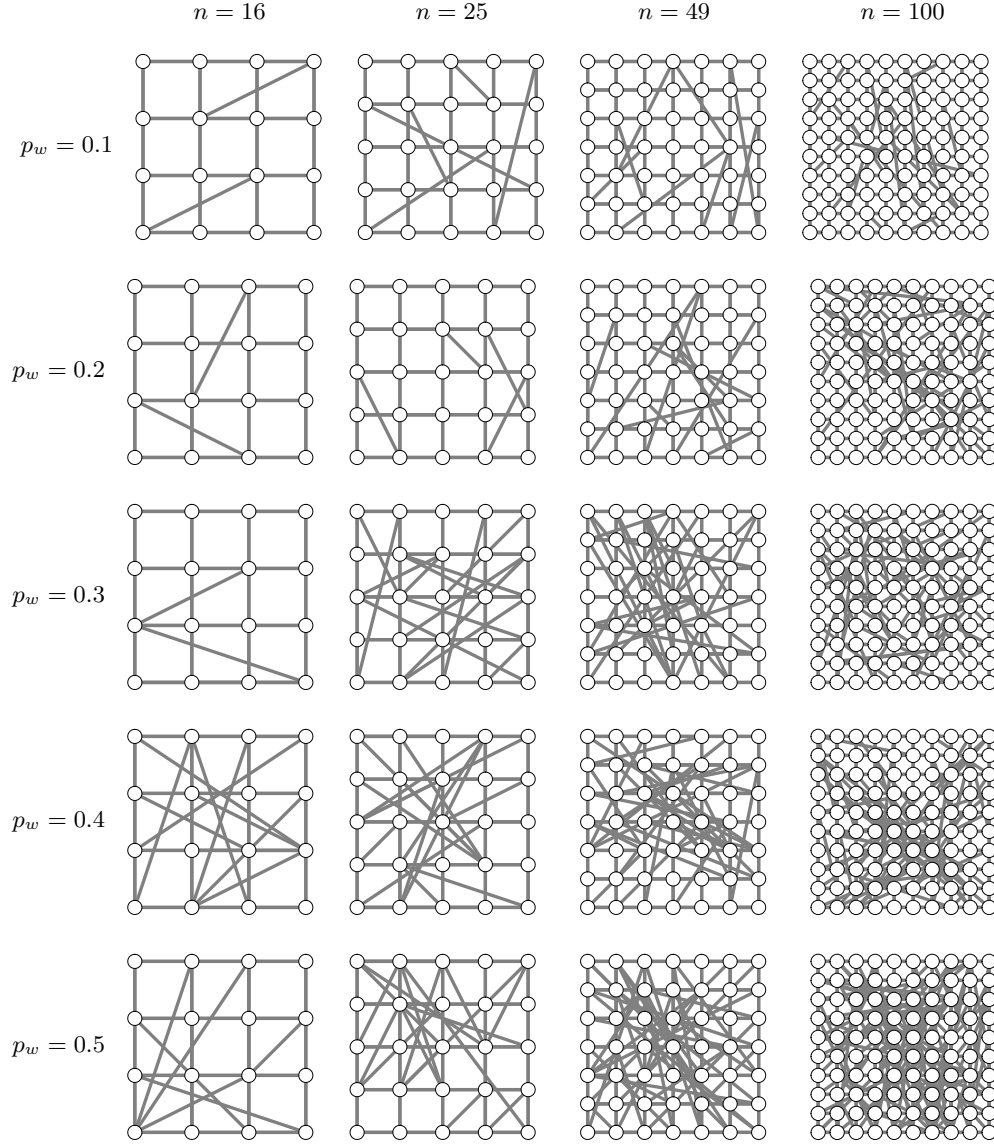 n = 16 n = 25 n = 49 n = 100
p_w = 0.1
p_w = 0.2
p_w = 0.3
p_w = 0.4
p_w = 0.5